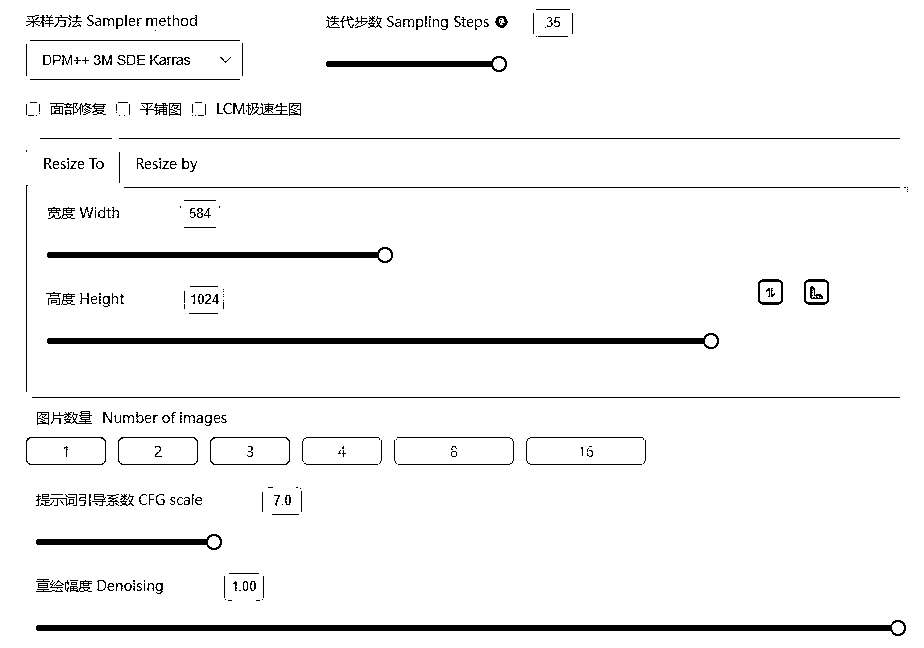 采样方法 Sampler method
迭代步数 Sampling Steps ? 35
DPM++ 3M SDE Karras
面部修复 平铺图 LCM极速生图
Resize To Resize by
宽度 Width 584
高度 Height 1024
图片数量 Number of images
1 2 3 4 8 16
提示词引导系数 CFG scale 7.0
重绘幅度 Denoising 1.00